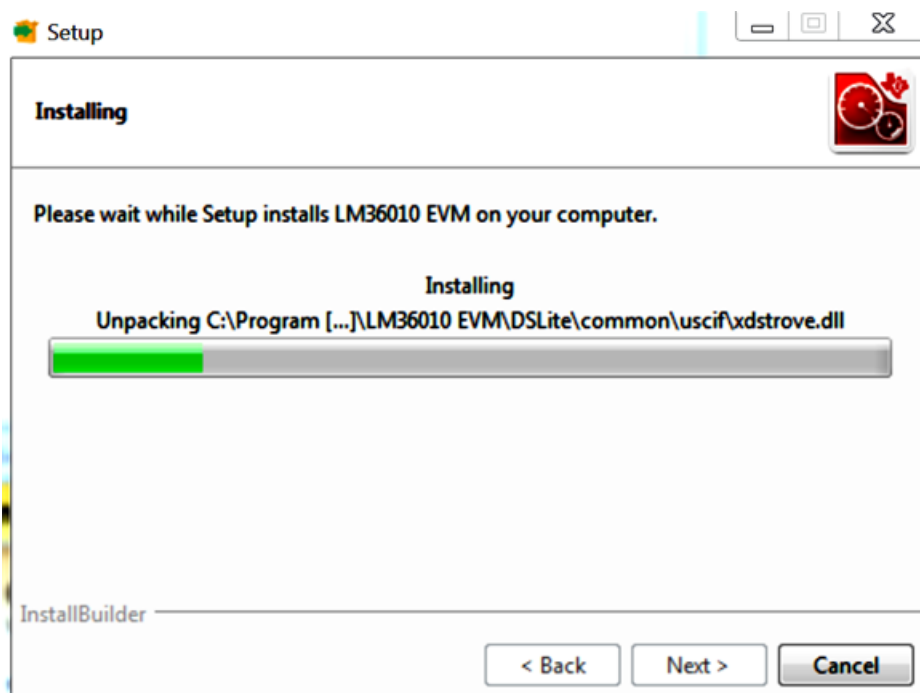 Setup
Installing
Please wait while Setup installs LM36010 EVM on your computer.
Installing
Unpacking C:\Program [...]\LM36010 EVM\DSLite\common\uscif\xdstrove.dll
InstallBuilder
< Back Next > Cancel